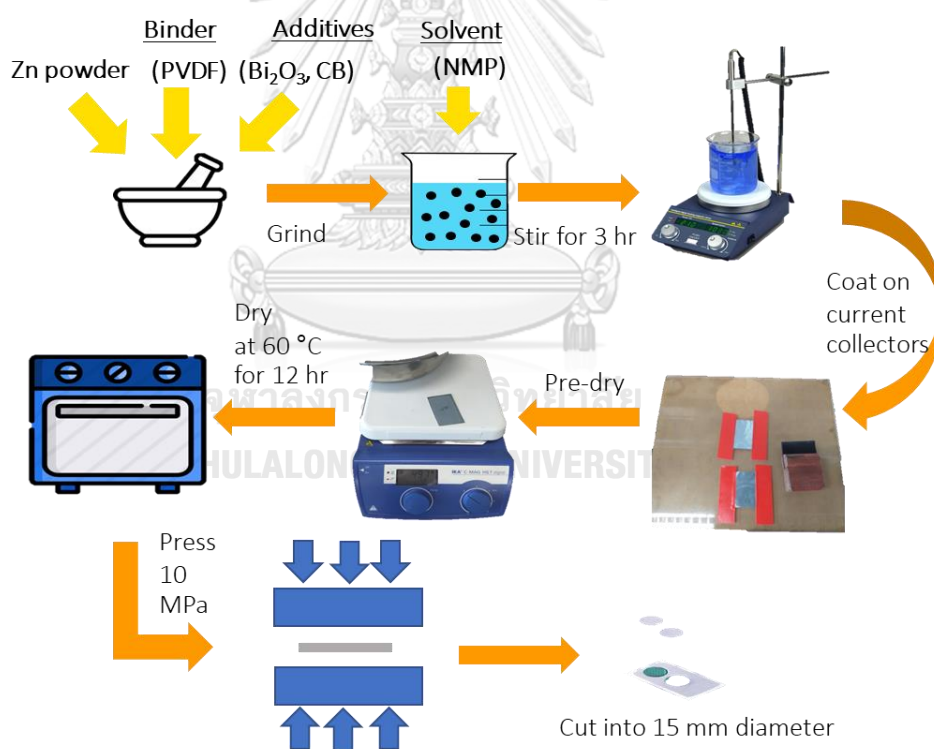 Binder
Additives
Solvent
Zn powder
(PVDF)
(Bi₂O₃, CB)
(NMP)
Grind
Stir for 3 hr
Coat on
current
collectors
Pre-dry
Dry
at 60 °C
for 12 hr
Press
10
MPa
Cut into 15 mm diameter